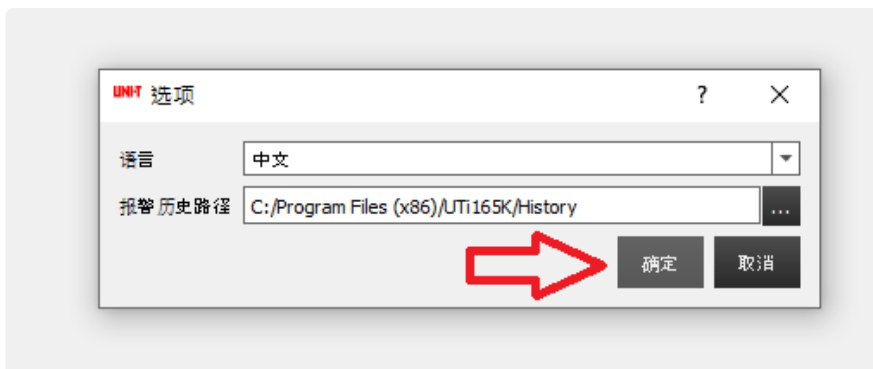 UNI-T 选项 ? ×
语言 中文
报警历史路径 C:/Program Files (x86)/UTi165K/History ...
确定 取消